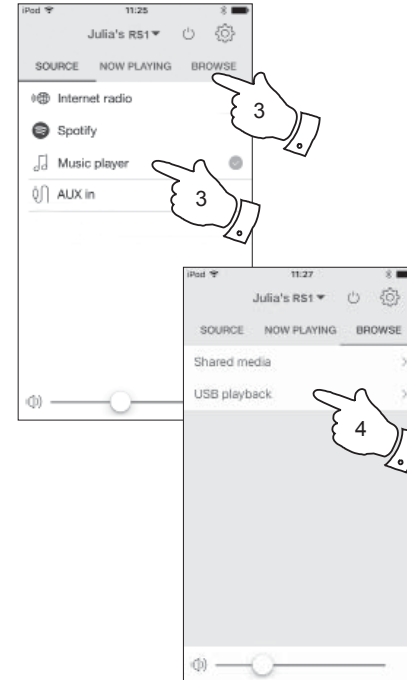 iPod 11:25
Julia's RS1
SOURCE NOW PLAYING BROWSE
Internet radio
3
Spotify
Music player
3
AUX in
iPod 11:27
Julia's RS1
SOURCE NOW PLAYING BROWSE
Shared media
USB playback
4